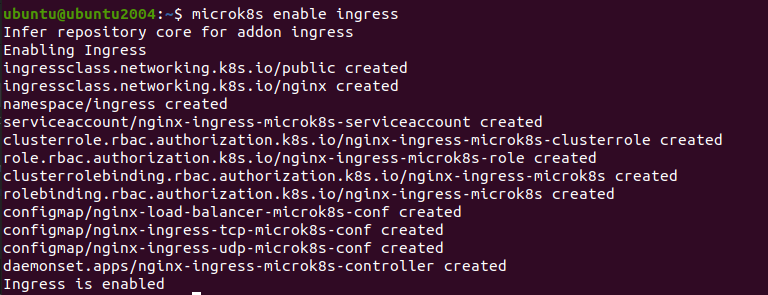 ubuntu@ubuntu2004:~$ microk8s enable ingress
Infer repository core for addon ingress
Enabling Ingress
ingressclass.networking.k8s.io/public created
ingressclass.networking.k8s.io/nginx created
namespace/ingress created
serviceaccount/nginx-ingress-microk8s-serviceaccount created
clusterrole.rbac.authorization.k8s.io/nginx-ingress-microk8s-clusterrole created
role.rbac.authorization.k8s.io/nginx-ingress-microk8s-role created
clusterrolebinding.rbac.authorization.k8s.io/nginx-ingress-microk8s created
rolebinding.rbac.authorization.k8s.io/nginx-ingress-microk8s created
configmap/nginx-load-balancer-microk8s-conf created
configmap/nginx-ingress-tcp-microk8s-conf created
configmap/nginx-ingress-udp-microk8s-conf created
daemonset.apps/nginx-ingress-microk8s-controller created
Ingress is enabled